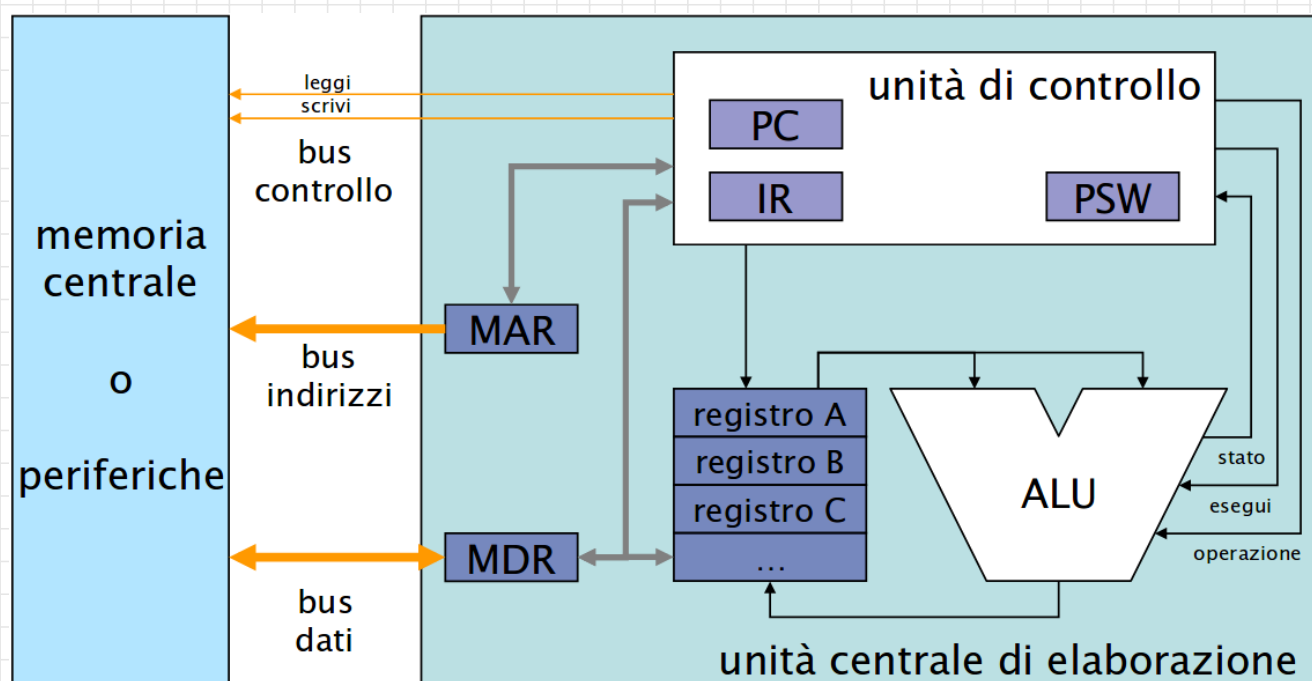 memoria
centrale
o
periferiche
leggi
scrivi
bus
controllo
bus
indirizzi
bus
dati
MAR
MDR
unità di controllo
PC
IR
PSW
registro A
registro B
registro C
...
ALU
stato
esegui
operazione
unità centrale di elaborazione